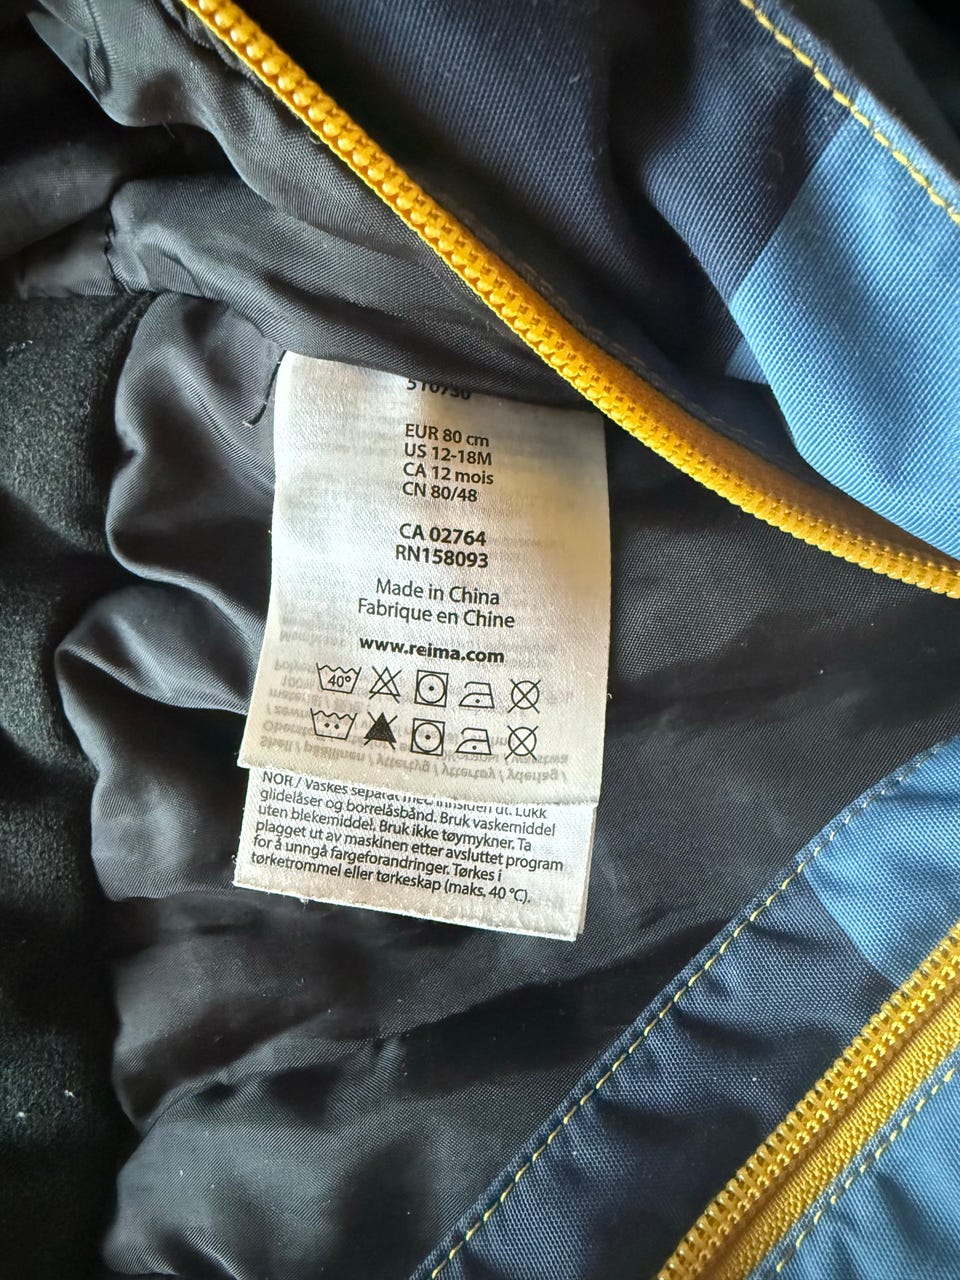 510730
EUR 80 cm
US 12-18M
CA 12 mois
CN 80/48
CA 02764
RN158093
Made in China
Fabrique en Chine
www.reima.com
40°
NOR / Vaskes separat med innsiden ut. Lukk
glidelåser og borrelåsbånd. Bruk vaskemiddel
uten blekemiddel. Bruk ikke tøymykner. Ta
plagget ut av maskinen etter avsluttet program
for å unngå fargeforandringer. Tørkes i
tørketrommel eller tørkeskap (maks. 40 °C).